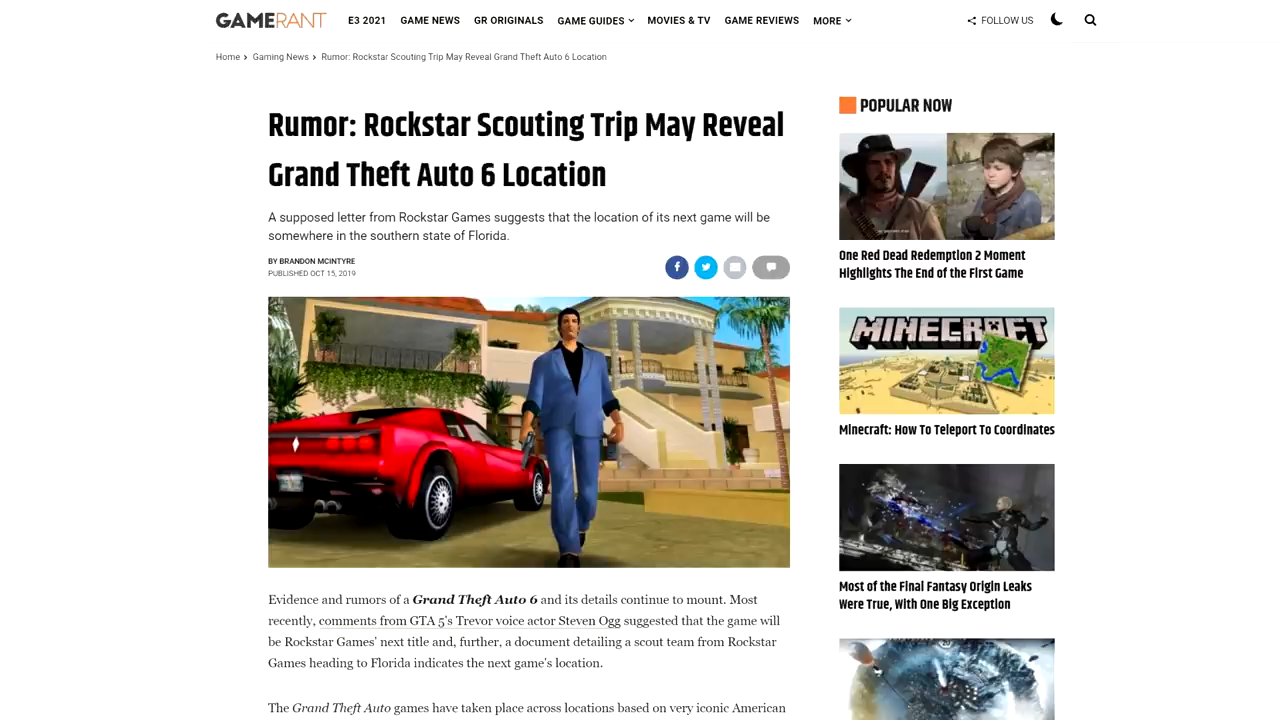 GAMERANT
E3 2021 GAME NEWS GR ORIGINALS GAME GUIDES MOVIES & TV GAME REVIEWS MORE FOLLOW US
Home Gaming News Rumor: Rockstar Scouting Trip May Reveal Grand Theft Auto 6 Location
Rumor: Rockstar Scouting Trip May Reveal
Grand Theft Auto 6 Location
A supposed letter from Rockstar Games suggests that the location of its next game will be
somewhere in the southern state of Florida.
BY BRANDON MCINTYRE
PUBLISHED OCT 15, 2019
Evidence and rumors of a Grand Theft Auto 6 and its details continue to mount. Most
recently, comments from GTA 5's Trevor voice actor Steven Ogg suggested that the game will
be Rockstar Games' next title and, further, a document detailing a scout team from Rockstar
Games heading to Florida indicates the next game's location.
The Grand Theft Auto games have taken place across locations based on very iconic American
POPULAR NOW
One Red Dead Redemption 2 Moment
Highlights The End of the First Game
MINECRAFT
Minecraft: How To Teleport To Coordinates
Most of the Final Fantasy Origin Leaks
Were True, With One Big Exception